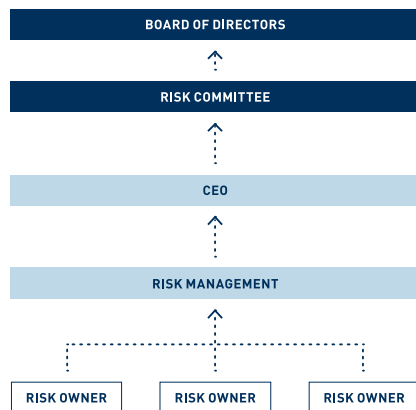 BOARD OF DIRECTORS
RISK COMMITTEE
CEO
RISK MANAGEMENT
RISK OWNER
RISK OWNER
RISK OWNER